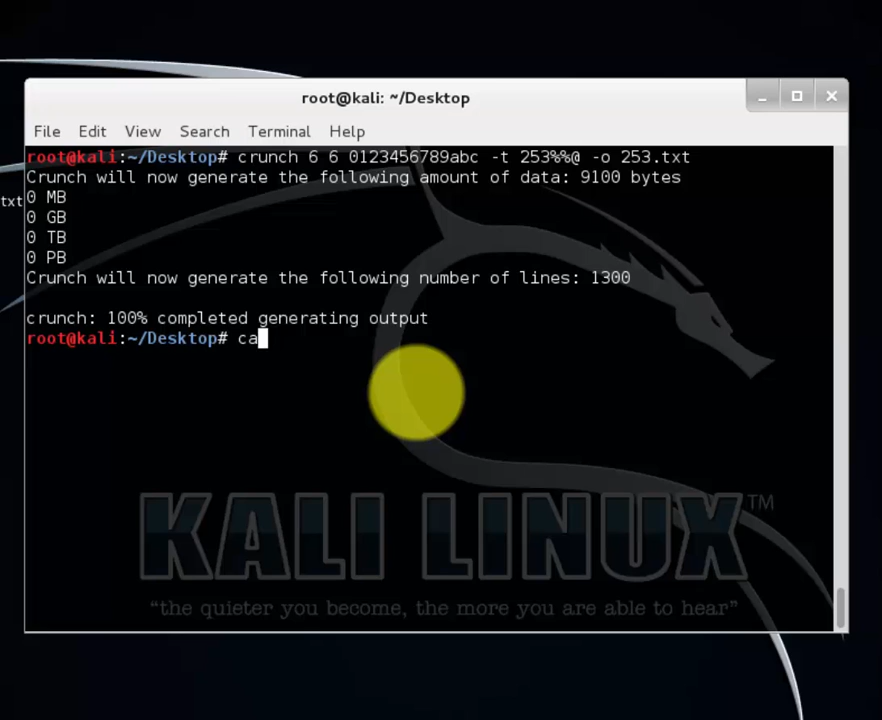 root@kali: ~/Desktop
File Edit View Search Terminal Help
root@kali:~/Desktop# crunch 6 6 0123456789abc -t 253%%@ -o 253.txt
Crunch will now generate the following amount of data: 9100 bytes
txt
0 MB
0 GB
0 TB
0 PB
Crunch will now generate the following number of lines: 1300
crunch: 100% completed generating output
root@kali:~/Desktop# ca
KALI LINUX™
“the quieter you become, the more you are able to hear”